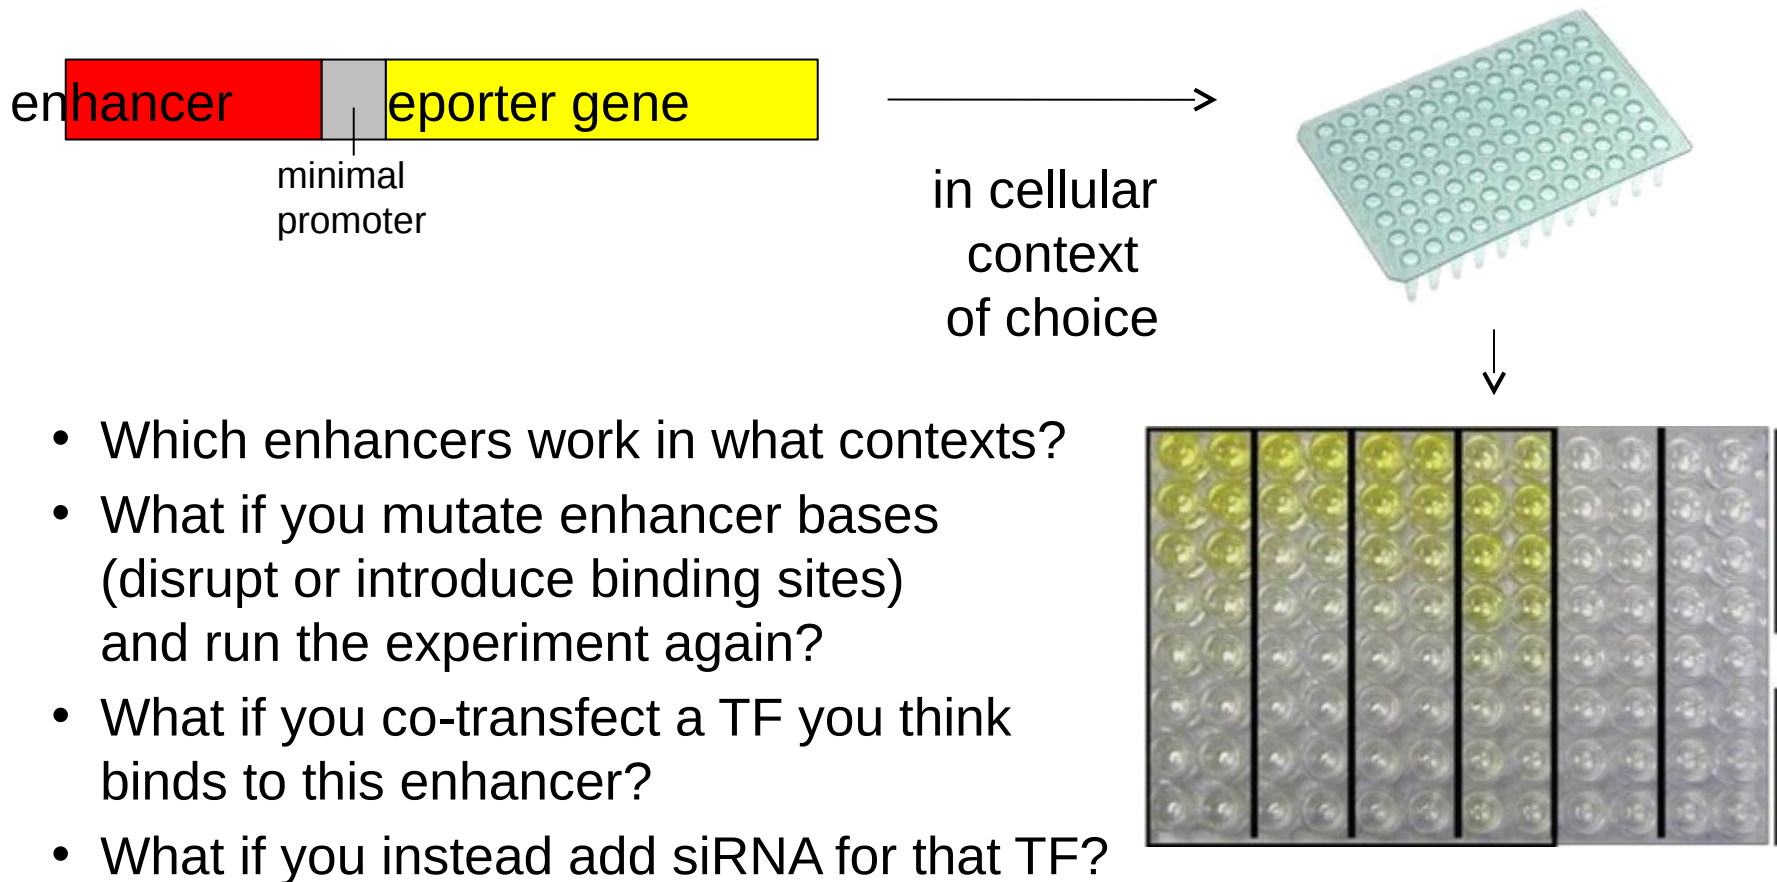 enhancer
eporter gene
minimal
promoter
in cellular
context
of choice
• Which enhancers work in what contexts?
• What if you mutate enhancer bases
(disrupt or introduce binding sites)
and run the experiment again?
• What if you co-transfect a TF you think
binds to this enhancer?
• What if you instead add siRNA for that TF?